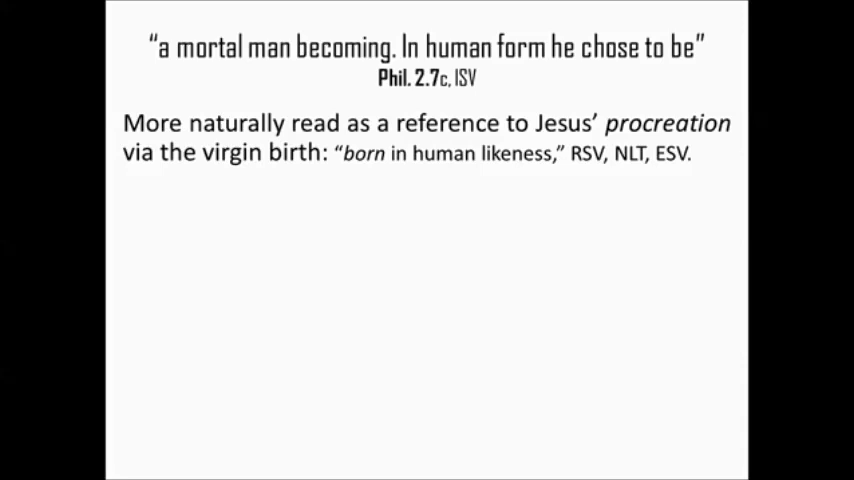 “a mortal man becoming. In human form he chose to be”
Phil. 2.7c, ISV
More naturally read as a reference to Jesus’ procreation
via the virgin birth: “born in human likeness,” RSV, NLT, ESV.